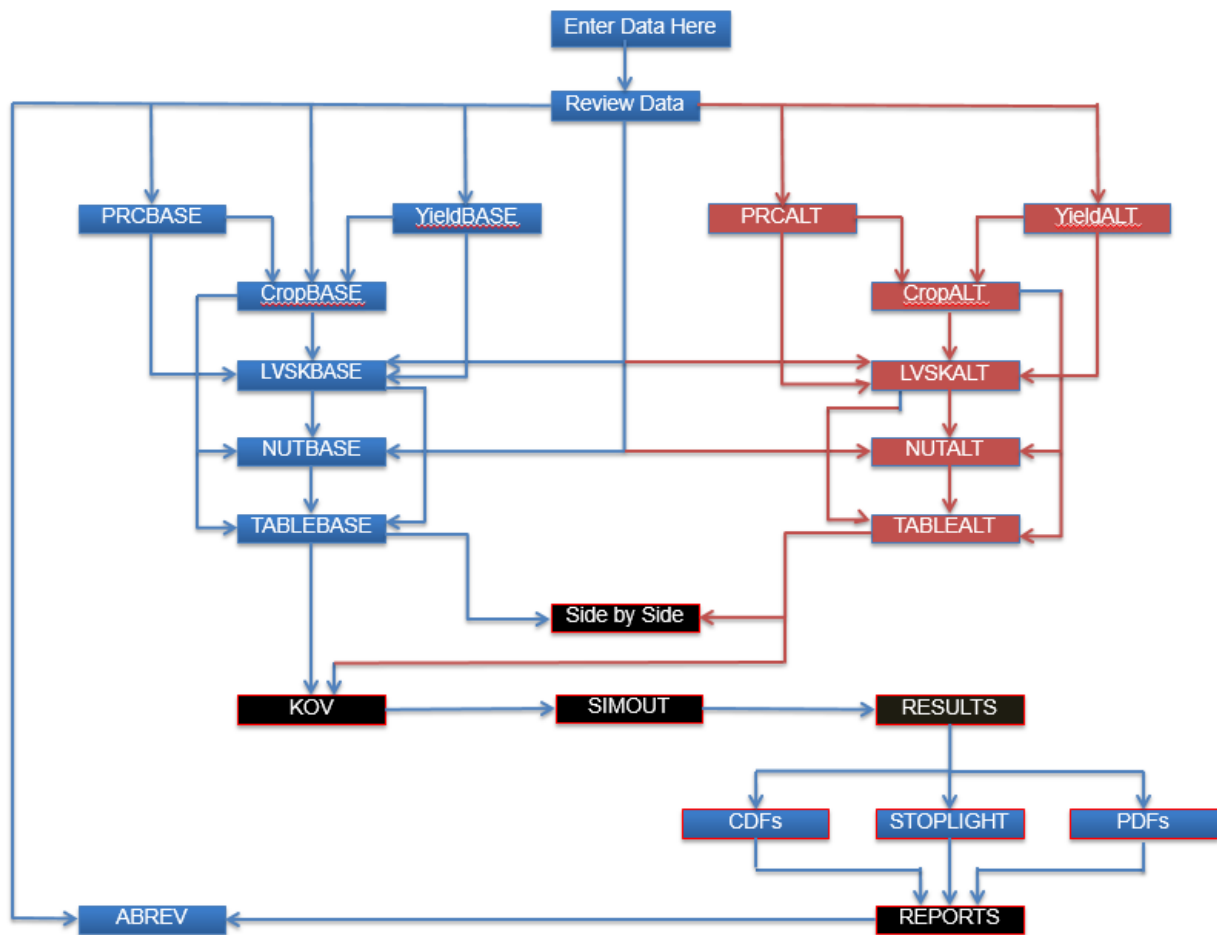 Enter Data Here
Review Data
PRCBASE
YieldBASE
PRCALT
YieldALT
CropBASE
CropALT
LVSKBASE
LVSKALT
NUTBASE
NUTALT
TABLEBASE
TABLEALT
Side by Side
KOV
SIMOUT
RESULTS
CDFs
STOPLIGHT
PDFs
ABREV
REPORTS